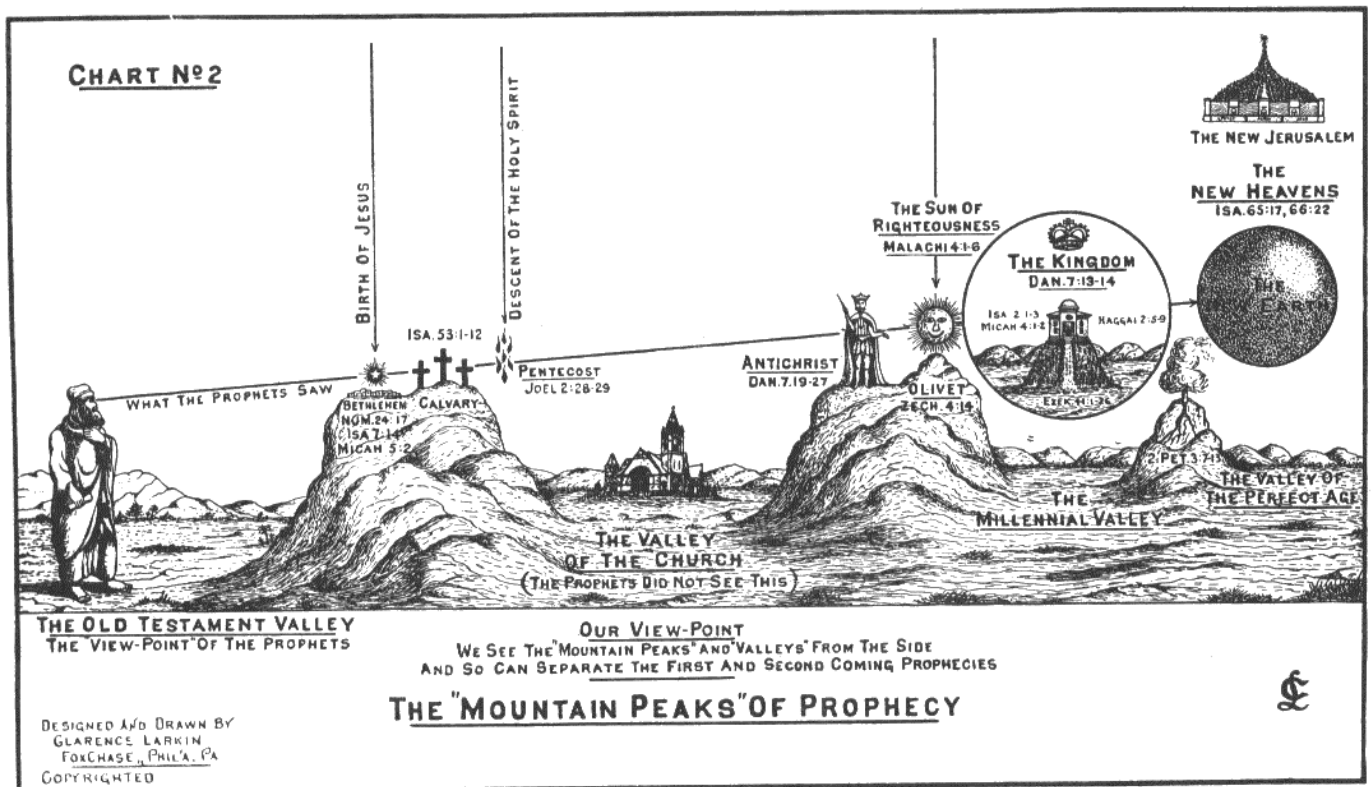 CHART Nº 2
BIRTH OF JESUS
DESCENT OF THE HOLY SPIRIT
THE NEW JERUSALEM
THE
NEW HEAVENS
ISA. 65:17, 66:22
THE SUN OF
RIGHTEOUSNESS
MALACHI 4:1-6
THE KINGDOM
DAN. 7:13-14
ISA 2 1-3
MICAH 4:1-2
HAGGAI 2:5-9
THE
NEW EARTH
ISA. 53:1-12
WHAT THE PROPHETS SAW
PENTECOST
JOEL 2:28-29
ANTICHRIST
DAN. 7.19-27
BETHLEHEM
NUM. 24:17
ISA 7:14
MICAH 5:2
CALVARY
OLIVET
ZECH. 4:14
EZEK.
2 PET 3.7-13
THE VALLEY OF
THE PERFECT AGE
THE
MILLENNIAL VALLEY
THE VALLEY
OF THE CHURCH
(THE PROPHETS DID NOT SEE THIS)
THE OLD TESTAMENT VALLEY
THE "VIEW-POINT" OF THE PROPHETS
OUR VIEW-POINT
WE SEE THE "MOUNTAIN PEAKS" AND "VALLEYS" FROM THE SIDE
AND SO CAN SEPARATE THE FIRST AND SECOND COMING PROPHECIES
THE "MOUNTAIN PEAKS" OF PROPHECY
DESIGNED AND DRAWN BY
CLARENCE LARKIN
FOX CHASE, PHIL'A, PA
COPYRIGHTED
CL